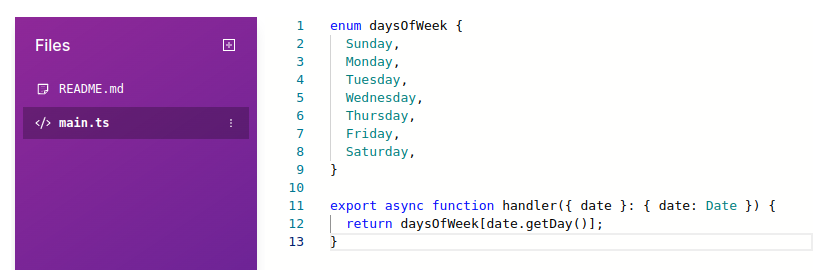 Files
README.md
</> main.ts
1 enum daysOfWeek {
2   Sunday,
3   Monday,
4   Tuesday,
5   Wednesday,
6   Thursday,
7   Friday,
8   Saturday,
9 }
10
11 export async function handler({ date }: { date: Date }) {
12   return daysOfWeek[date.getDay()];
13 }